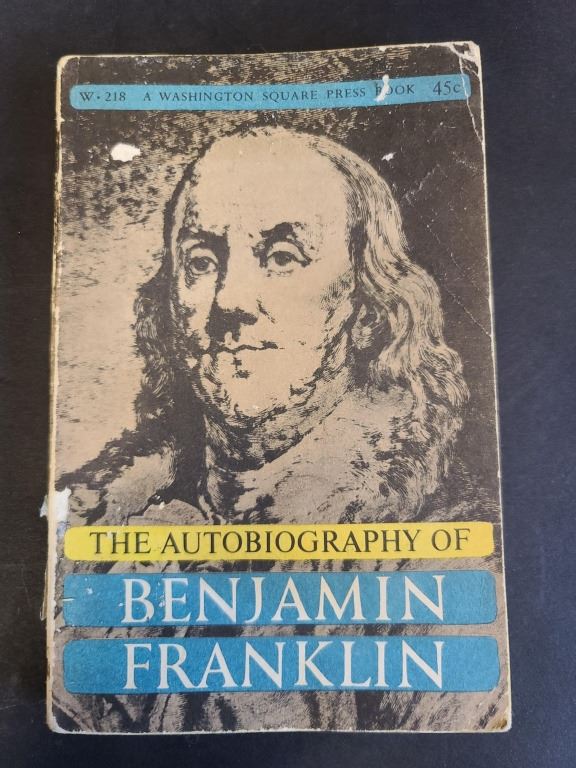 W·218 A WASHINGTON SQUARE PRESS BOOK 45c
THE AUTOBIOGRAPHY OF
BENJAMIN
FRANKLIN